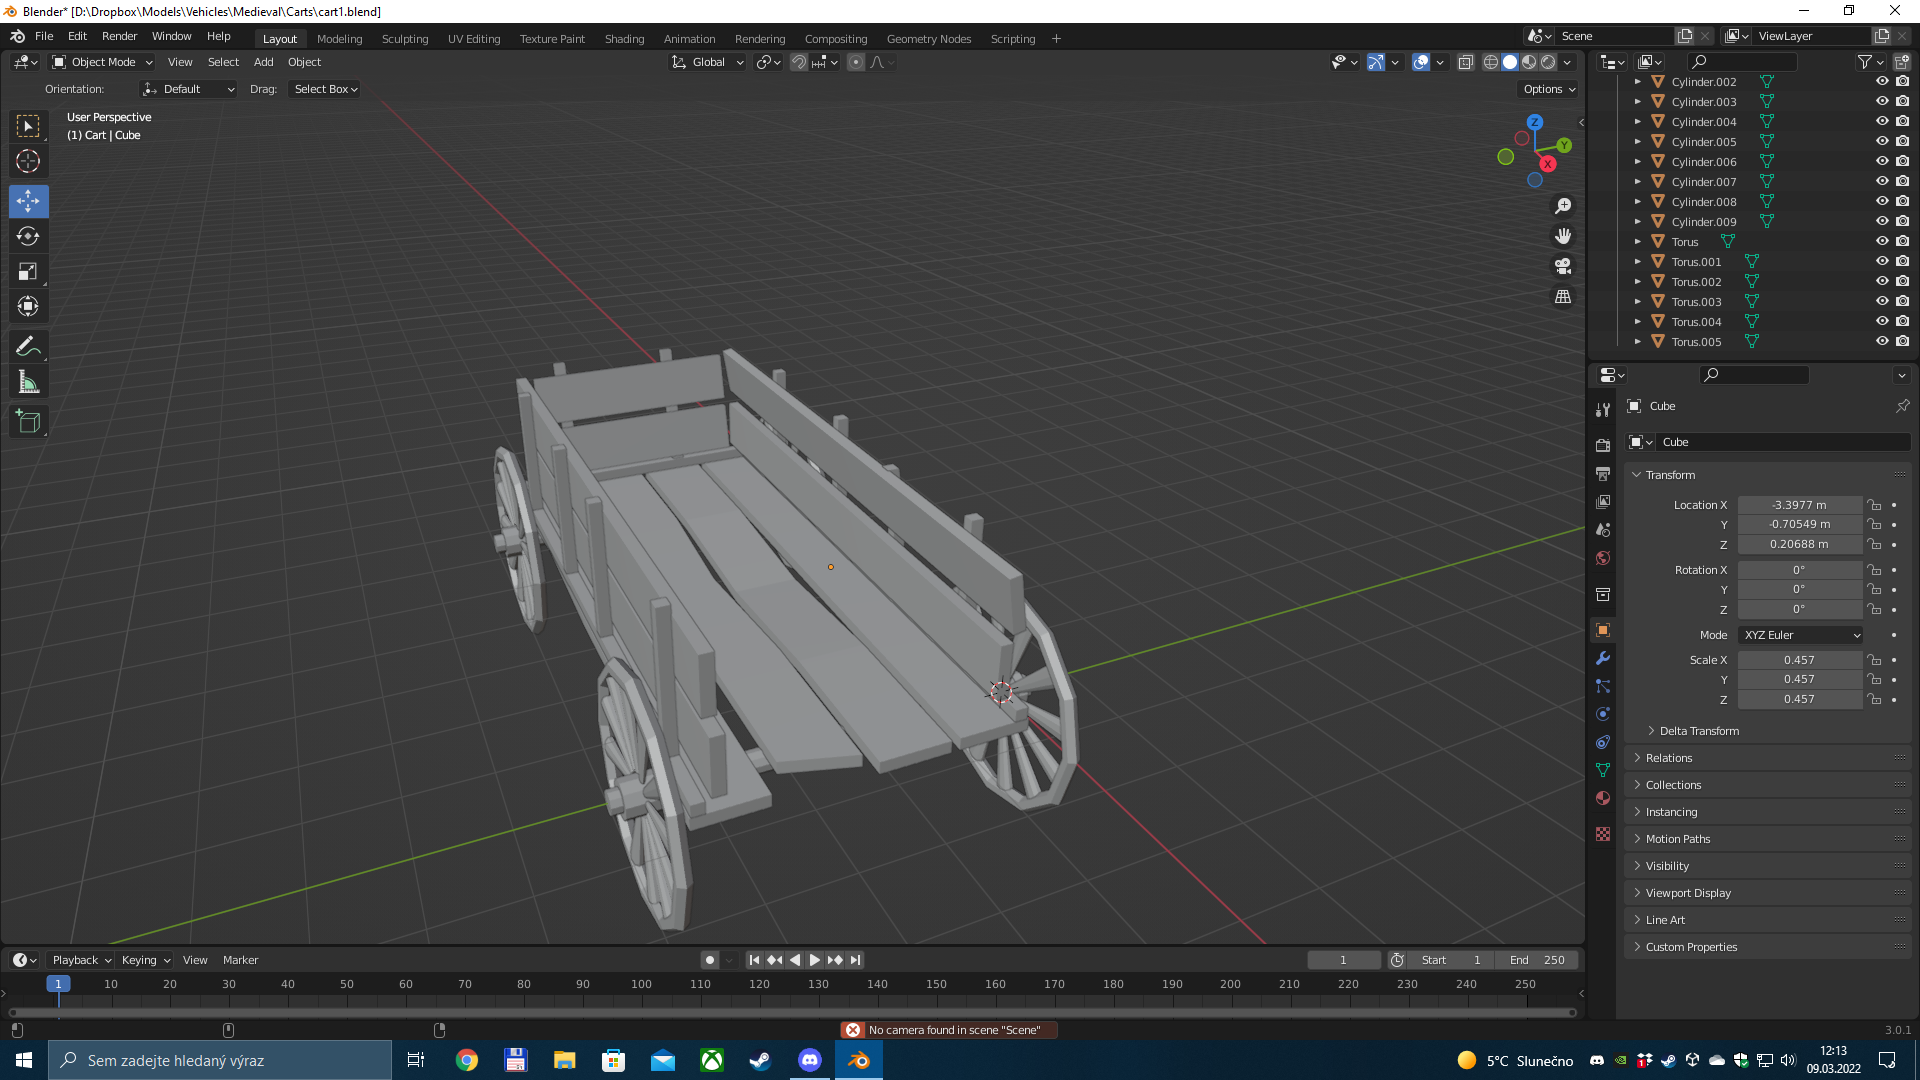 Blender* [D:\Dropbox\Models\Vehicles\Medieval\Carts\cart1.blend]
File Edit Render Window Help Layout Modeling Sculpting UV Editing Texture Paint Shading Animation Rendering Compositing Geometry Nodes Scripting + Scene ViewLayer
Object Mode View Select Add Object Global
Orientation: Default Drag: Select Box Options
User Perspective
(1) Cart | Cube
Z
Y
X
Cylinder.002
Cylinder.003
Cylinder.004
Cylinder.005
Cylinder.006
Cylinder.007
Cylinder.008
Cylinder.009
Torus
Torus.001
Torus.002
Torus.003
Torus.004
Torus.005
Cube
Cube
Transform
Location X -3.3977 m
Y -0.70549 m
Z 0.20688 m
Rotation X 0°
Y 0°
Z 0°
Mode XYZ Euler
Scale X 0.457
Y 0.457
Z 0.457
Delta Transform
Relations
Collections
Instancing
Motion Paths
Visibility
Viewport Display
Line Art
Custom Properties
Playback Keying View Marker 1 Start 1 End 250
1 10 20 30 40 50 60 70 80 90 100 110 120 130 140 150 160 170 180 190 200 210 220 230 240 250
No camera found in scene "Scene"
3.0.1
Sem zadejte hledaný výraz
5°C Slunečno
12:13
09.03.2022